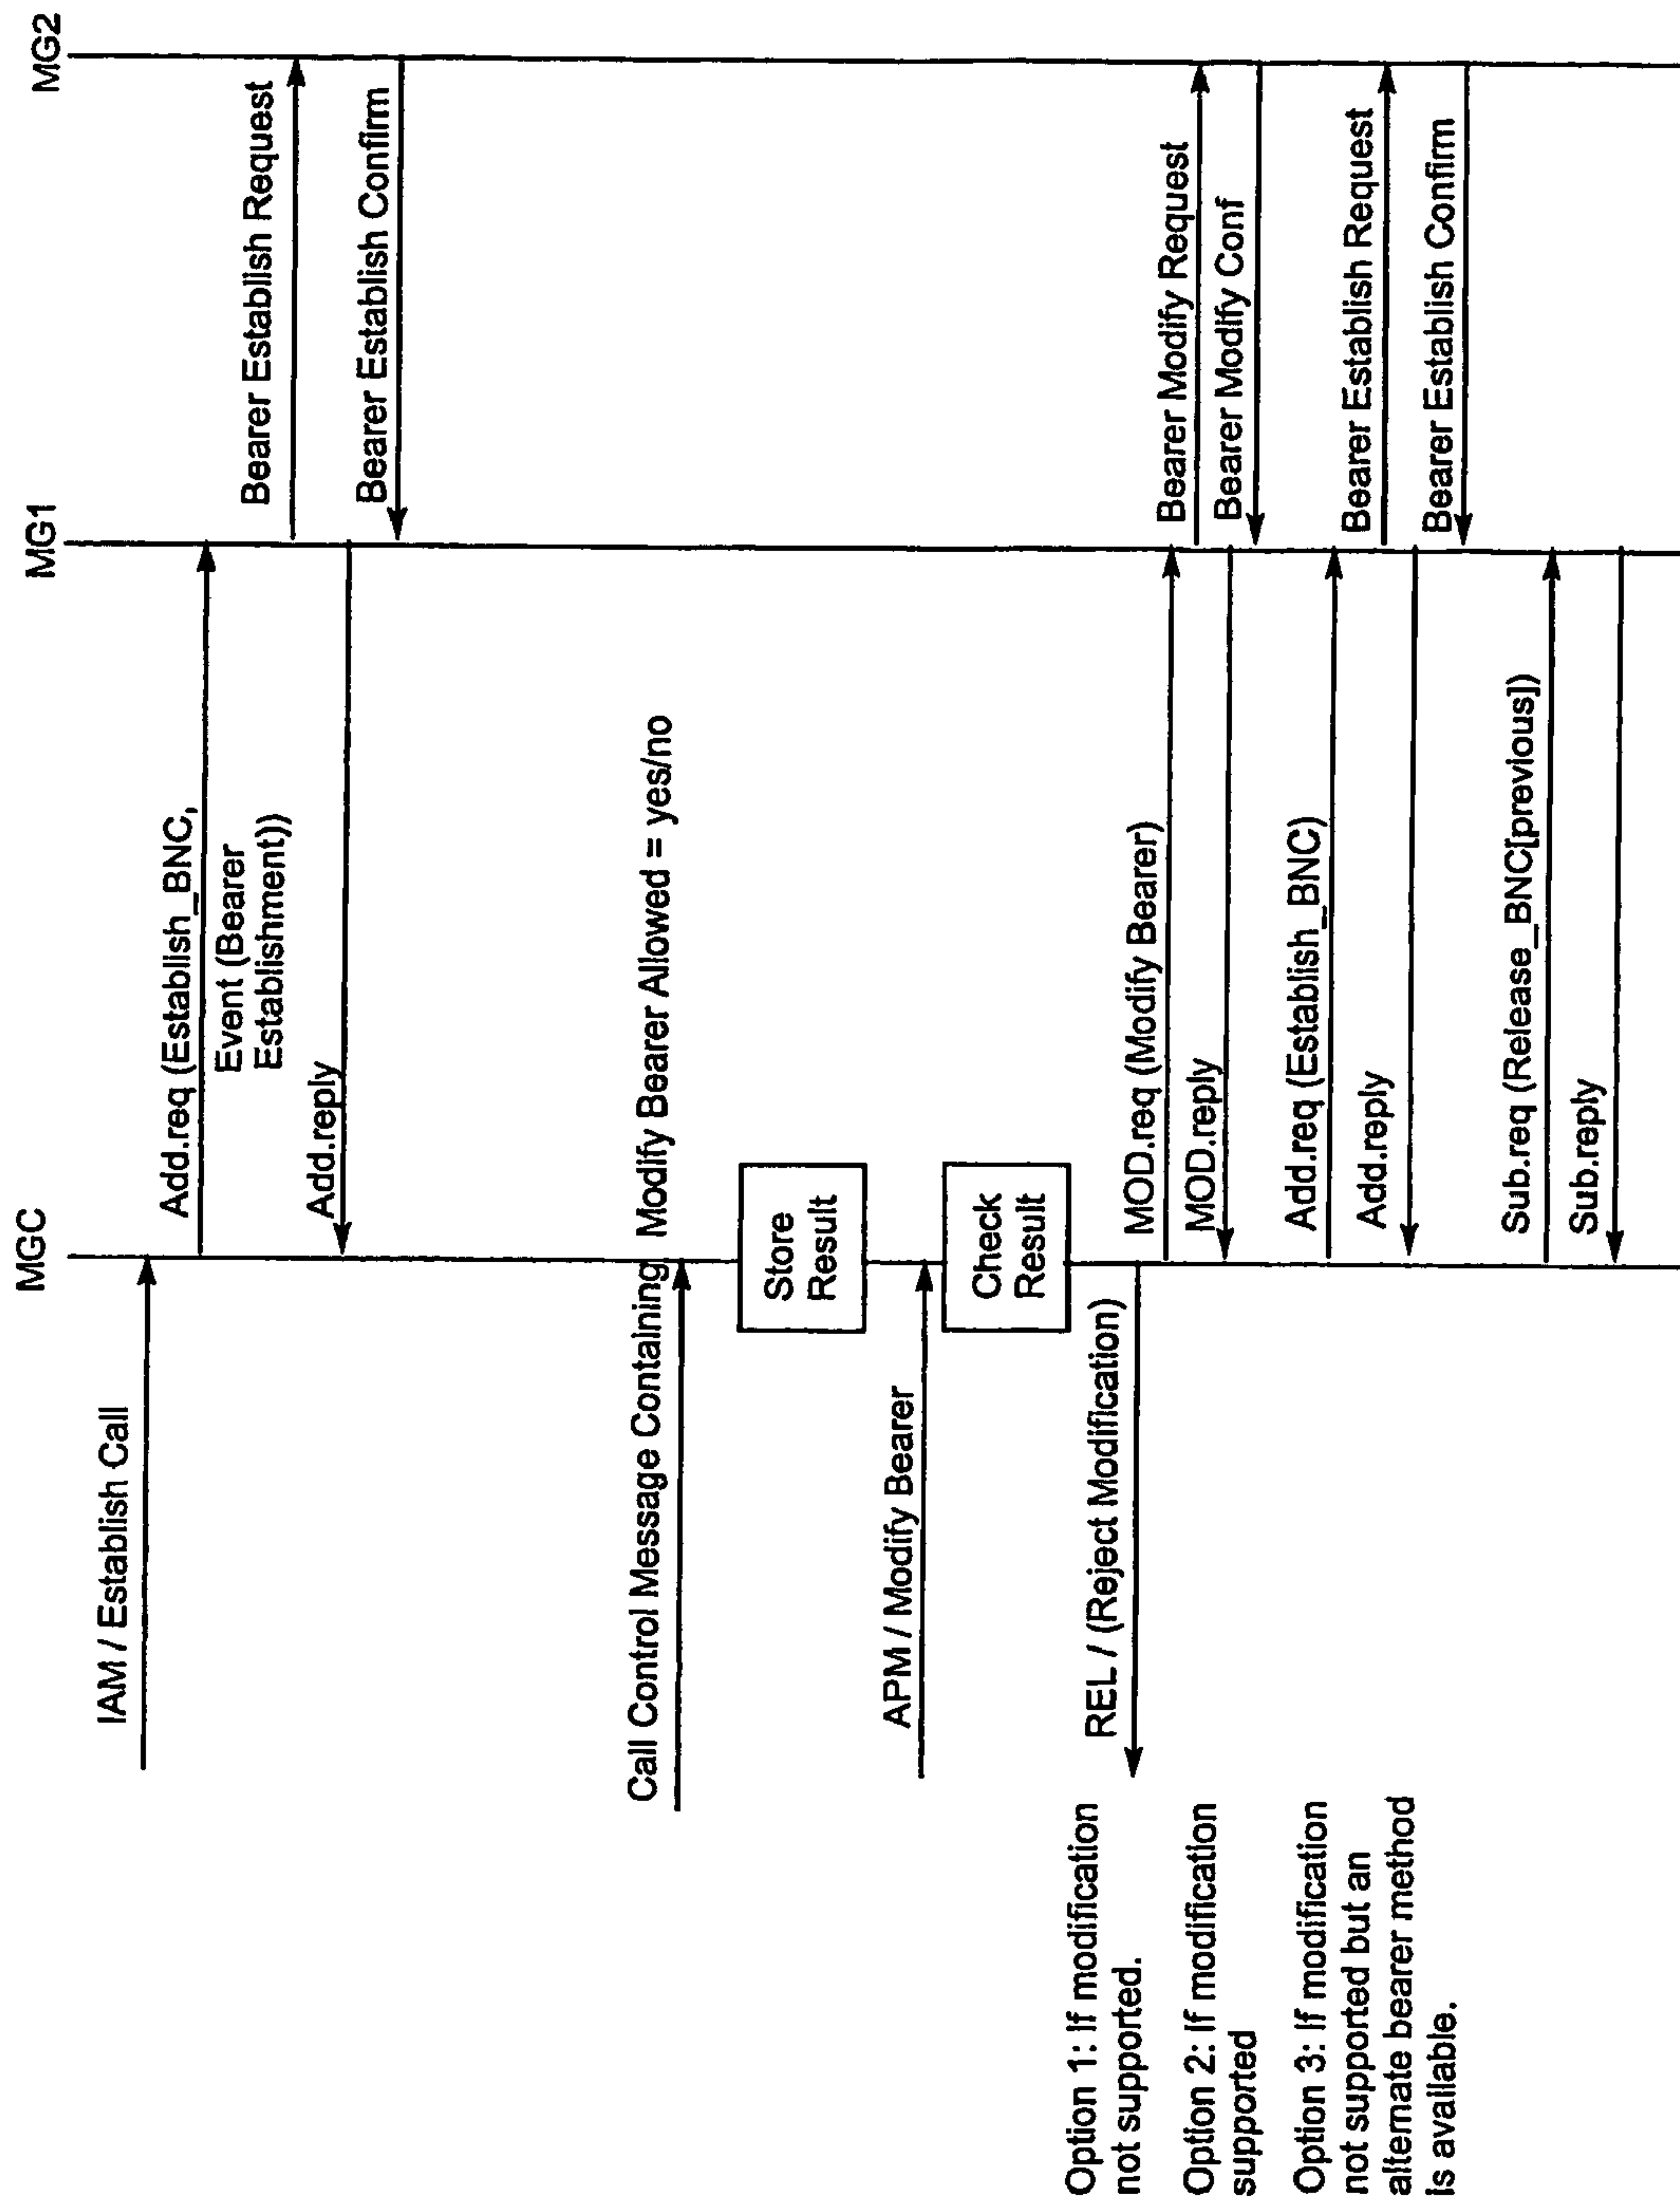 MGC
MG1
MG2
IAM / Establish Call
Add.req (Establish_BNC,
Event (Bearer
Establishment))
Bearer Establish Request
Add.reply
Bearer Establish Confirm
Call Control Message Containing Modify Bearer Allowed = yes/no
Store
Result
APM / Modify Bearer
Check
Result
Option 1: If modification
not supported.
REL / (Reject Modification)
Option 2: If modification
supported
MOD.req (Modify Bearer)
Bearer Modify Request
MOD.reply
Bearer Modify Conf
Option 3: If modification
not supported but an
alternate bearer method
is available.
Add.req (Establish_BNC)
Bearer Establish Request
Add.reply
Bearer Establish Confirm
Sub.req (Release_BNC[previous])
Sub.reply